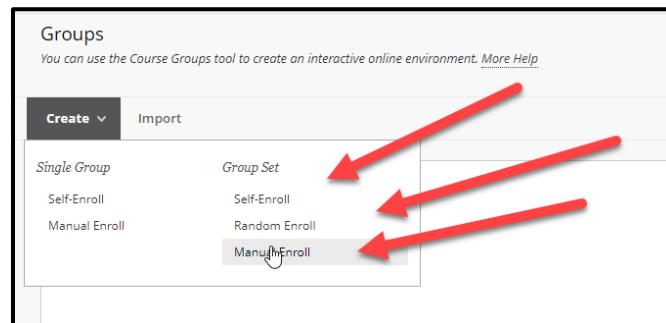 Groups
You can use the Course Groups tool to create an interactive online environment. More Help
Create Import
Single Group Group Set
Self-Enroll Self-Enroll
Manual Enroll Random Enroll
Manual Enroll